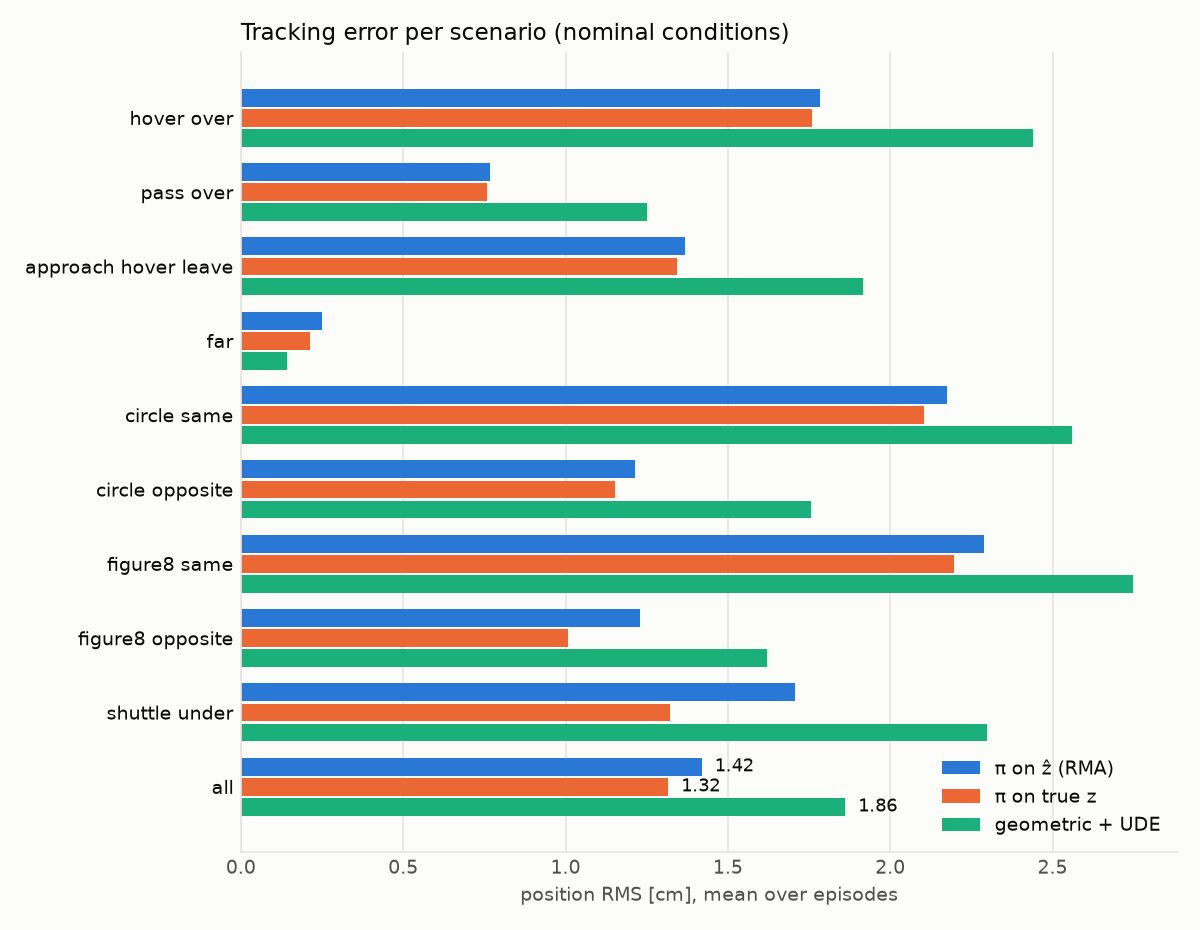 Tracking error per scenario (nominal conditions)
hover over
pass over
approach hover leave
far
circle same
circle opposite
figure8 same
figure8 opposite
shuttle under
all
1.42
1.32
1.86
π on ẑ (RMA)
π on true z
geometric + UDE
0.0 0.5 1.0 1.5 2.0 2.5
position RMS [cm], mean over episodes